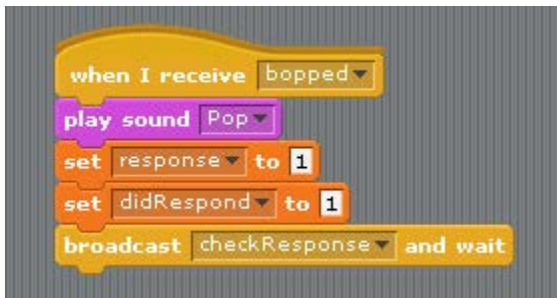 when I receive bopped
play sound Pop
set response to 1
set didRespond to 1
broadcast checkResponse and wait